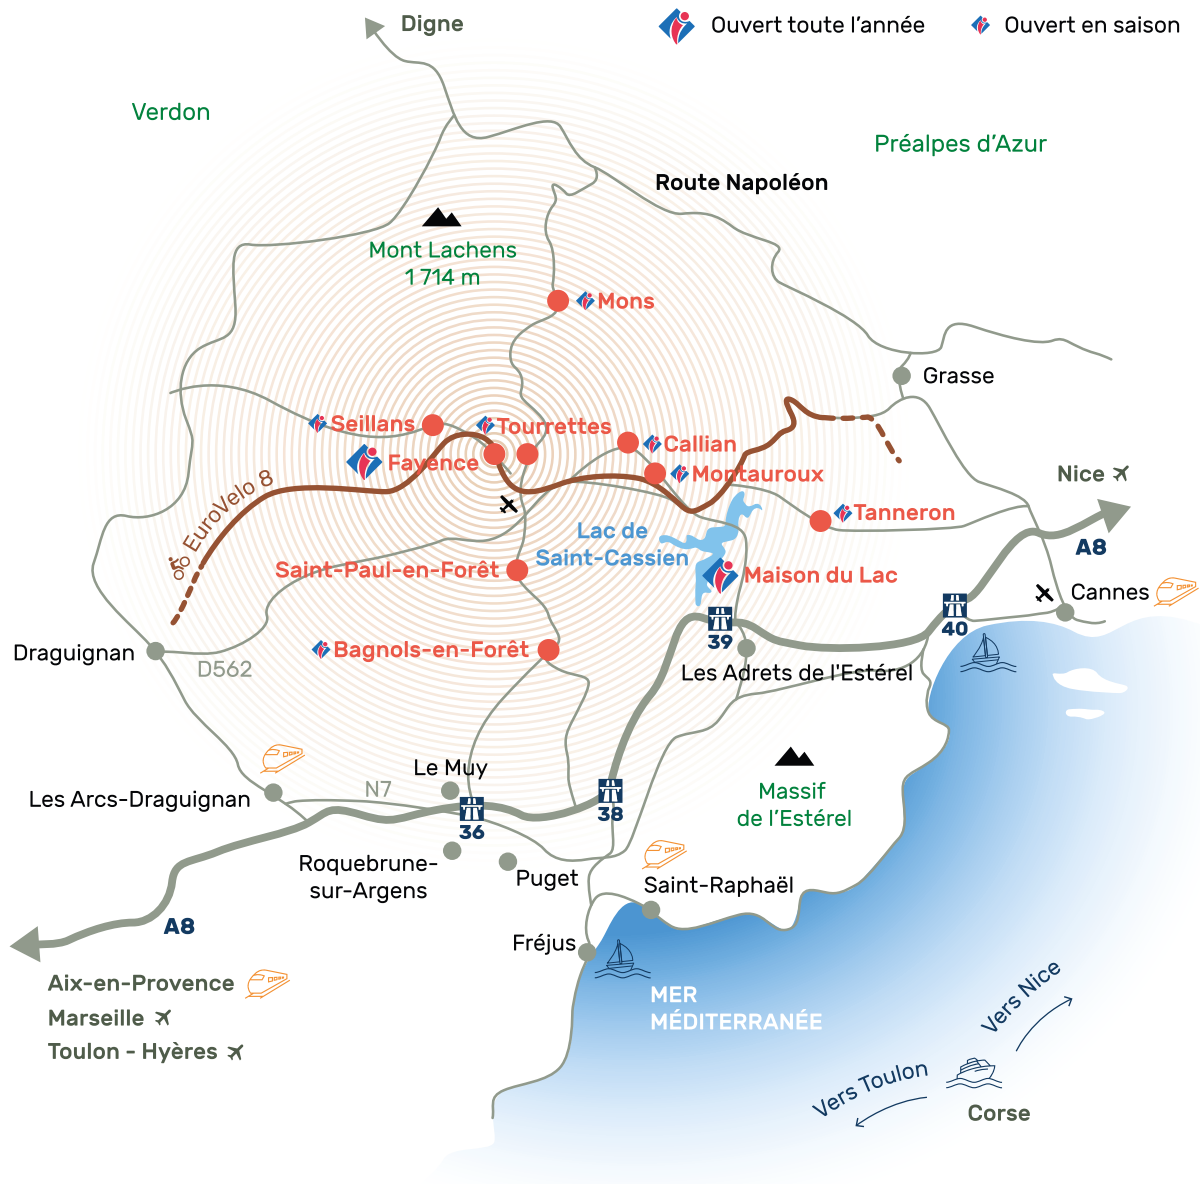 Digne
Ouvert toute l’année
Ouvert en saison
Verdon
Préalpes d’Azur
Route Napoléon
Mont Lachens
1 714 m
Mons
Grasse
Seillans
Tourrettes
Callian
Fayence
Montauroux
Nice
EuroVelo 8
Tanneron
Lac de
Saint-Cassien
A8
Saint-Paul-en-Forêt
Maison du Lac
Cannes
40
39
Draguignan
Bagnols-en-Forêt
D562
Les Adrets de l'Estérel
Le Muy
N7
Les Arcs-Draguignan
Massif
de l’Estérel
38
36
Roquebrune-
sur-Argens
Puget
Saint-Raphaël
A8
Fréjus
Aix-en-Provence
MER
MÉDITERRANÉE
Marseille
Toulon - Hyères
Vers Nice
Vers Toulon
Corse